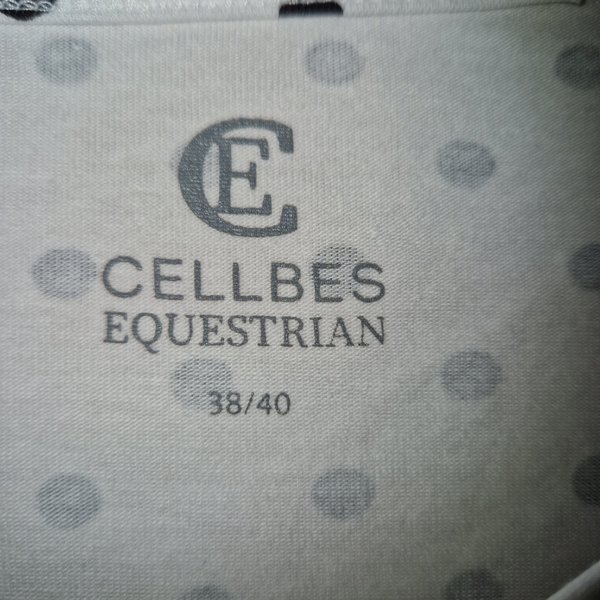 CE
CELLBES
EQUESTRIAN
38/40